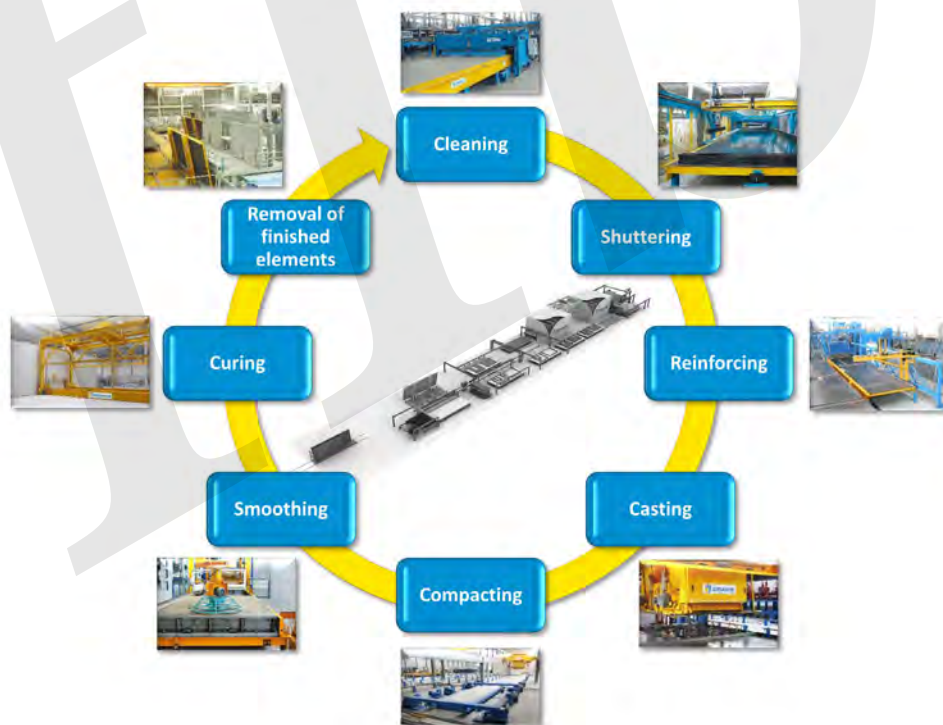 Cleaning
Shuttering
Reinforcing
Casting
Compacting
Smoothing
Curing
Removal of
finished
elements